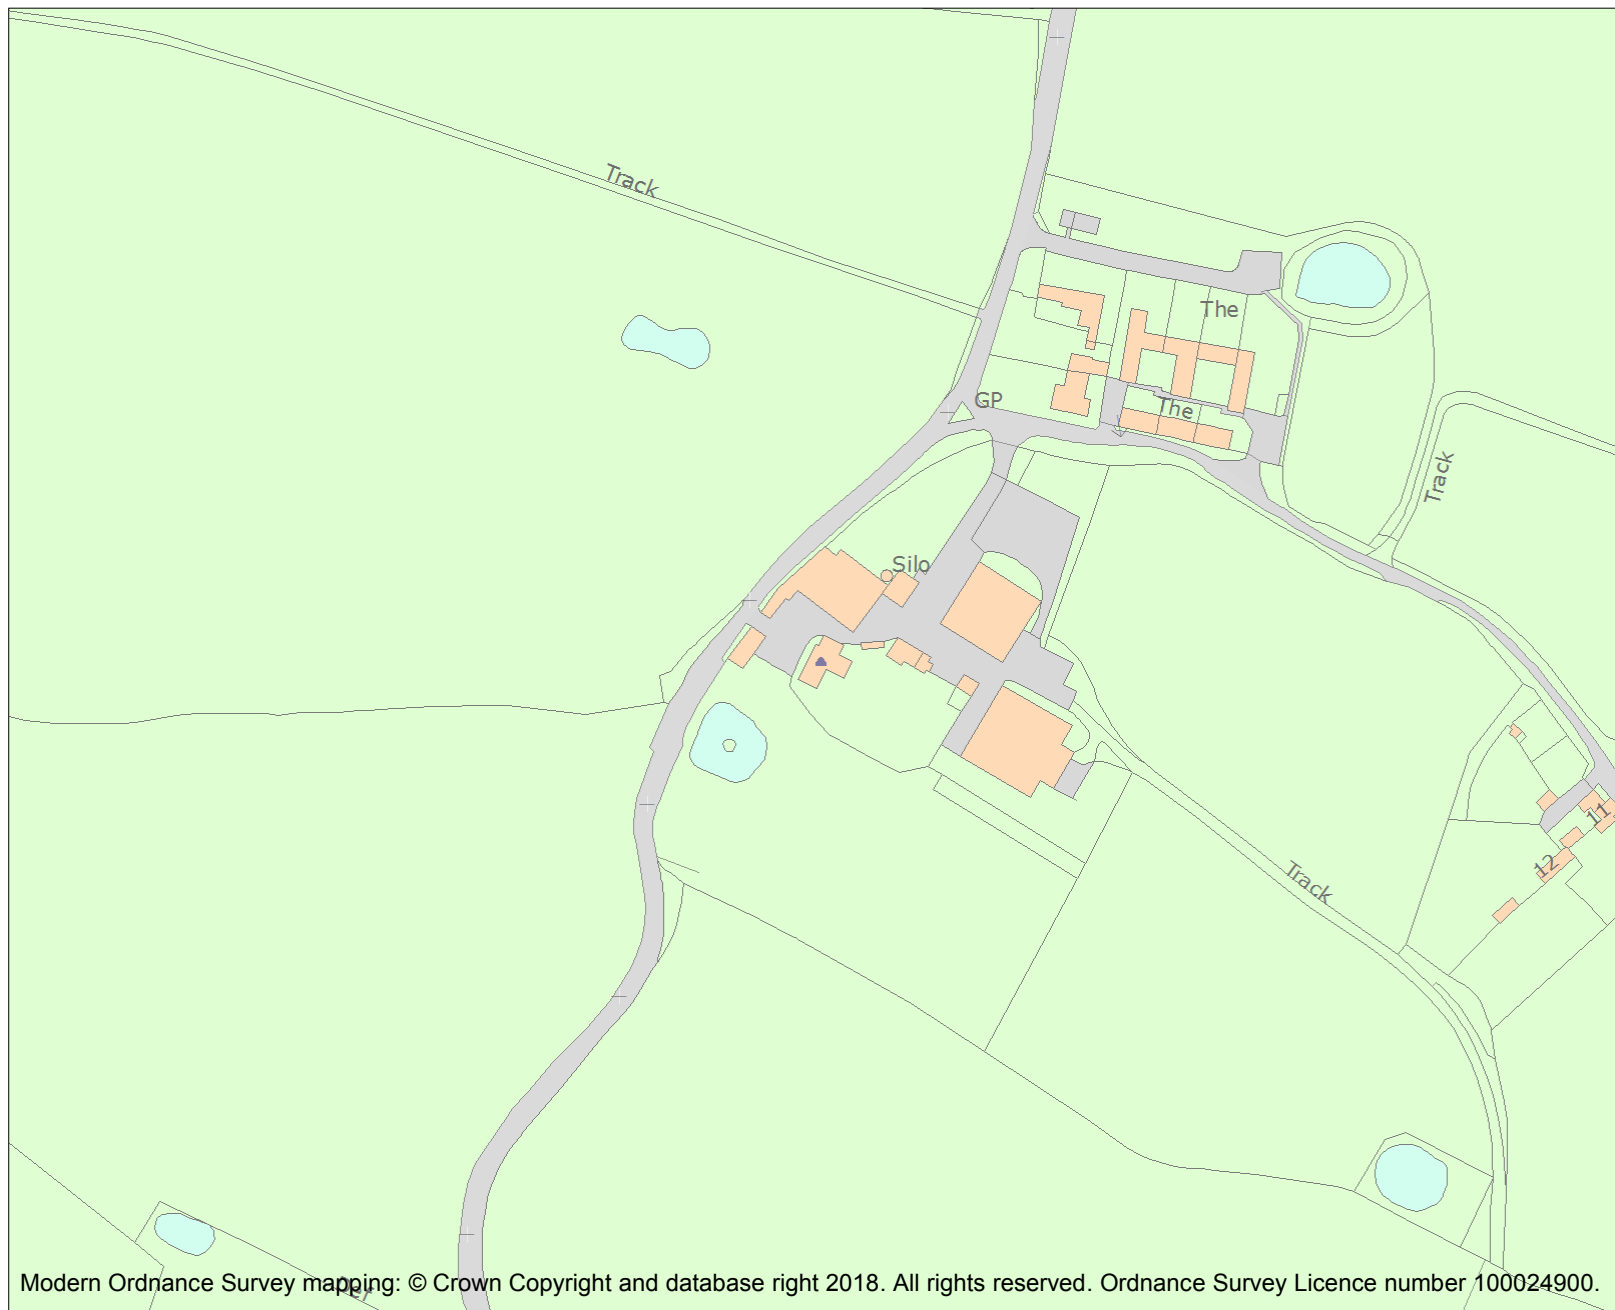 Track
The
GP
The
Track
Silo
11
12
Track
Def
Modern Ordnance Survey mapping: © Crown Copyright and database right 2018. All rights reserved. Ordnance Survey Licence number 100024900.